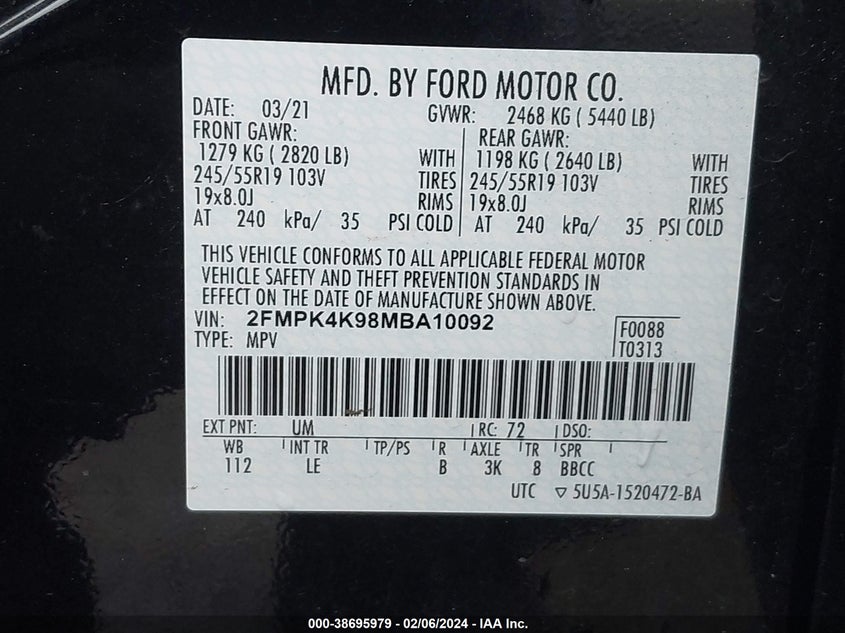 MFD. BY FORD MOTOR CO.
DATE: 03/21 GVWR: 2468 KG ( 5440 LB)
FRONT GAWR: REAR GAWR:
1279 KG ( 2820 LB) WITH 1198 KG ( 2640 LB) WITH
245/55R19 103V TIRES 245/55R19 103V TIRES
19x8.0J RIMS 19x8.0J RIMS
AT 240 kPa/ 35 PSI COLD AT 240 kPa/ 35 PSI COLD
THIS VEHICLE CONFORMS TO ALL APPLICABLE FEDERAL MOTOR
VEHICLE SAFETY AND THEFT PREVENTION STANDARDS IN
EFFECT ON THE DATE OF MANUFACTURE SHOWN ABOVE.
VIN: 2FMPK4K98MBA10092 F0088
TYPE: MPV T0313
EXT PNT: UM RC: 72 DSO:
WB INT TR TP/PS R AXLE TR SPR
112 LE B 3K 8 BBCC
UTC ▽ 5U5A-1520472-BA
000-38695979 - 02/06/2024 - IAA Inc.